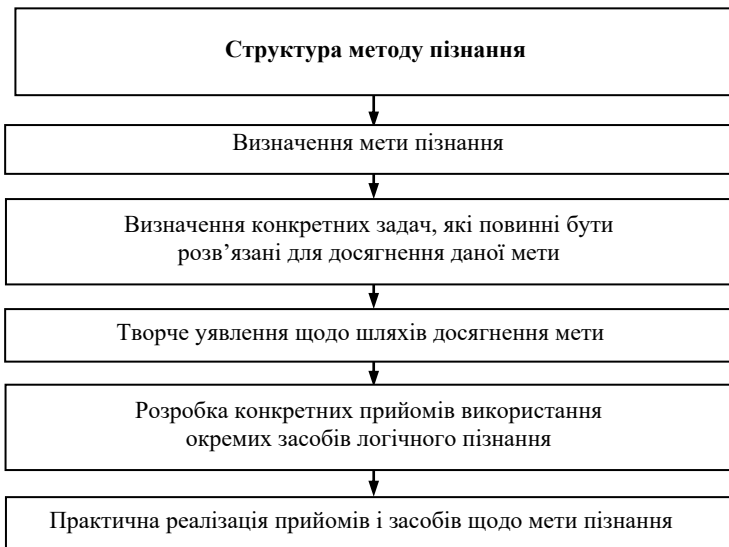 Структура методу пізнання
Визначення мети пізнання
Визначення конкретних задач, які повинні бути
розв’язані для досягнення даної мети
Творче уявлення щодо шляхів досягнення мети
Розробка конкретних прийомів використання
окремих засобів логічного пізнання
Практична реалізація прийомів і засобів щодо мети пізнання